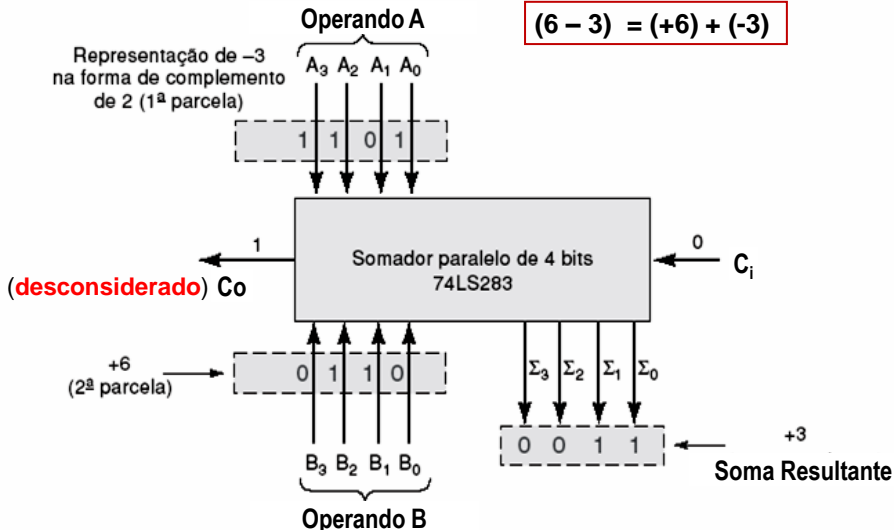 Operando A
(6 – 3) = (+6) + (-3)
Representação de –3
na forma de complemento
de 2 (1ª parcela)
A3 A2 A1 A0
1 1 0 1
1
Somador paralelo de 4 bits
74LS283
0
Ci
(desconsiderado) Co
+6
(2ª parcela)
0 1 1 0
Σ3 Σ2 Σ1 Σ0
0 0 1 1
+3
Soma Resultante
B3 B2 B1 B0
Operando B